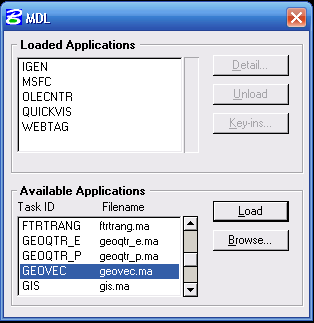 MDL
Loaded Applications
IGEN
MSFC
OLECNTR
QUICKVIS
WEBTAG
Detail...
Unload
Key-ins...
Available Applications
Task ID Filename
FTRTRANG ftrtrang.ma
GEOQTR_E geoqtr_e.ma
GEOQTR_P geoqtr_p.ma
GEOVEC geovec.ma
GIS gis.ma
Load
Browse...